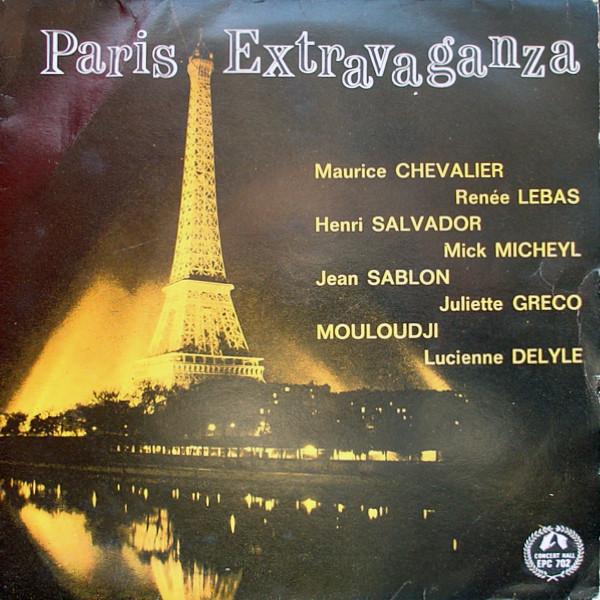 Paris Extravaganza
Maurice CHEVALIER
Renée LEBAS
Henri SALVADOR
Mick MICHEYL
Jean SABLON
Juliette GRECO
MOULOUDJI
Lucienne DELYLE
CONCERT HALL
EPC 702